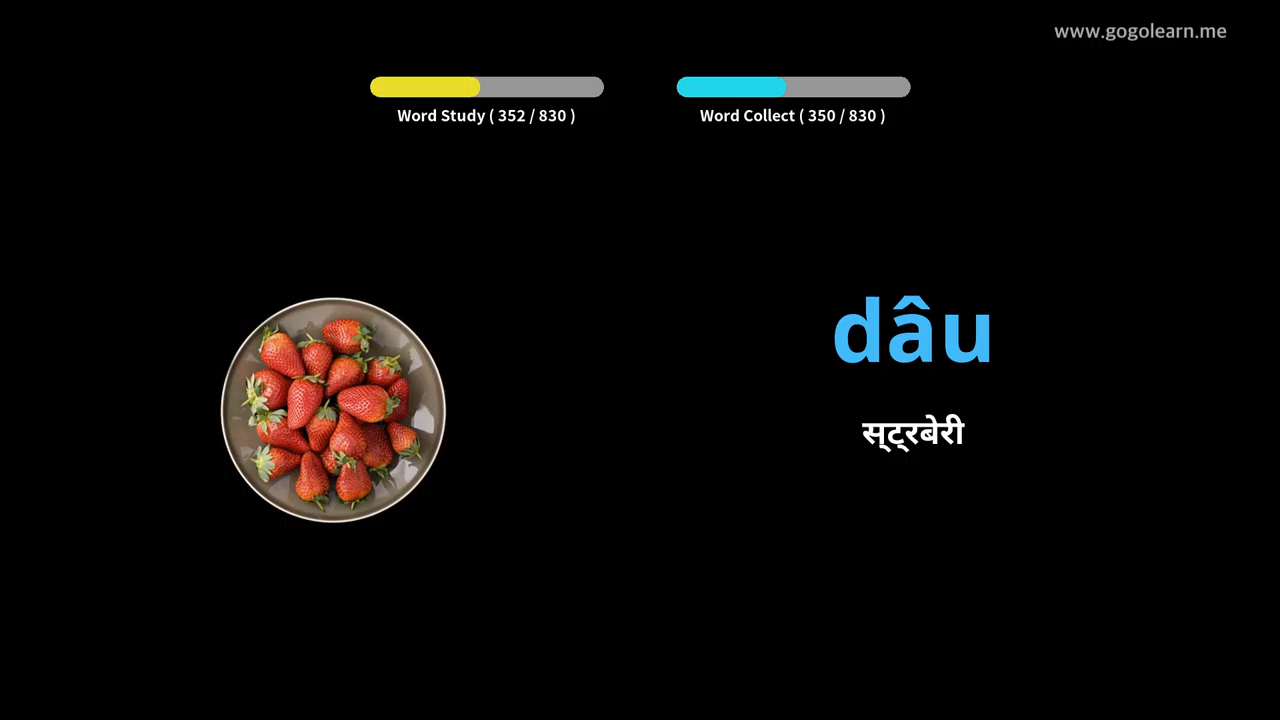 www.gogolearn.me
Word Study ( 352 / 830 )
Word Collect ( 350 / 830 )
dâu
स्ट्रबेरी